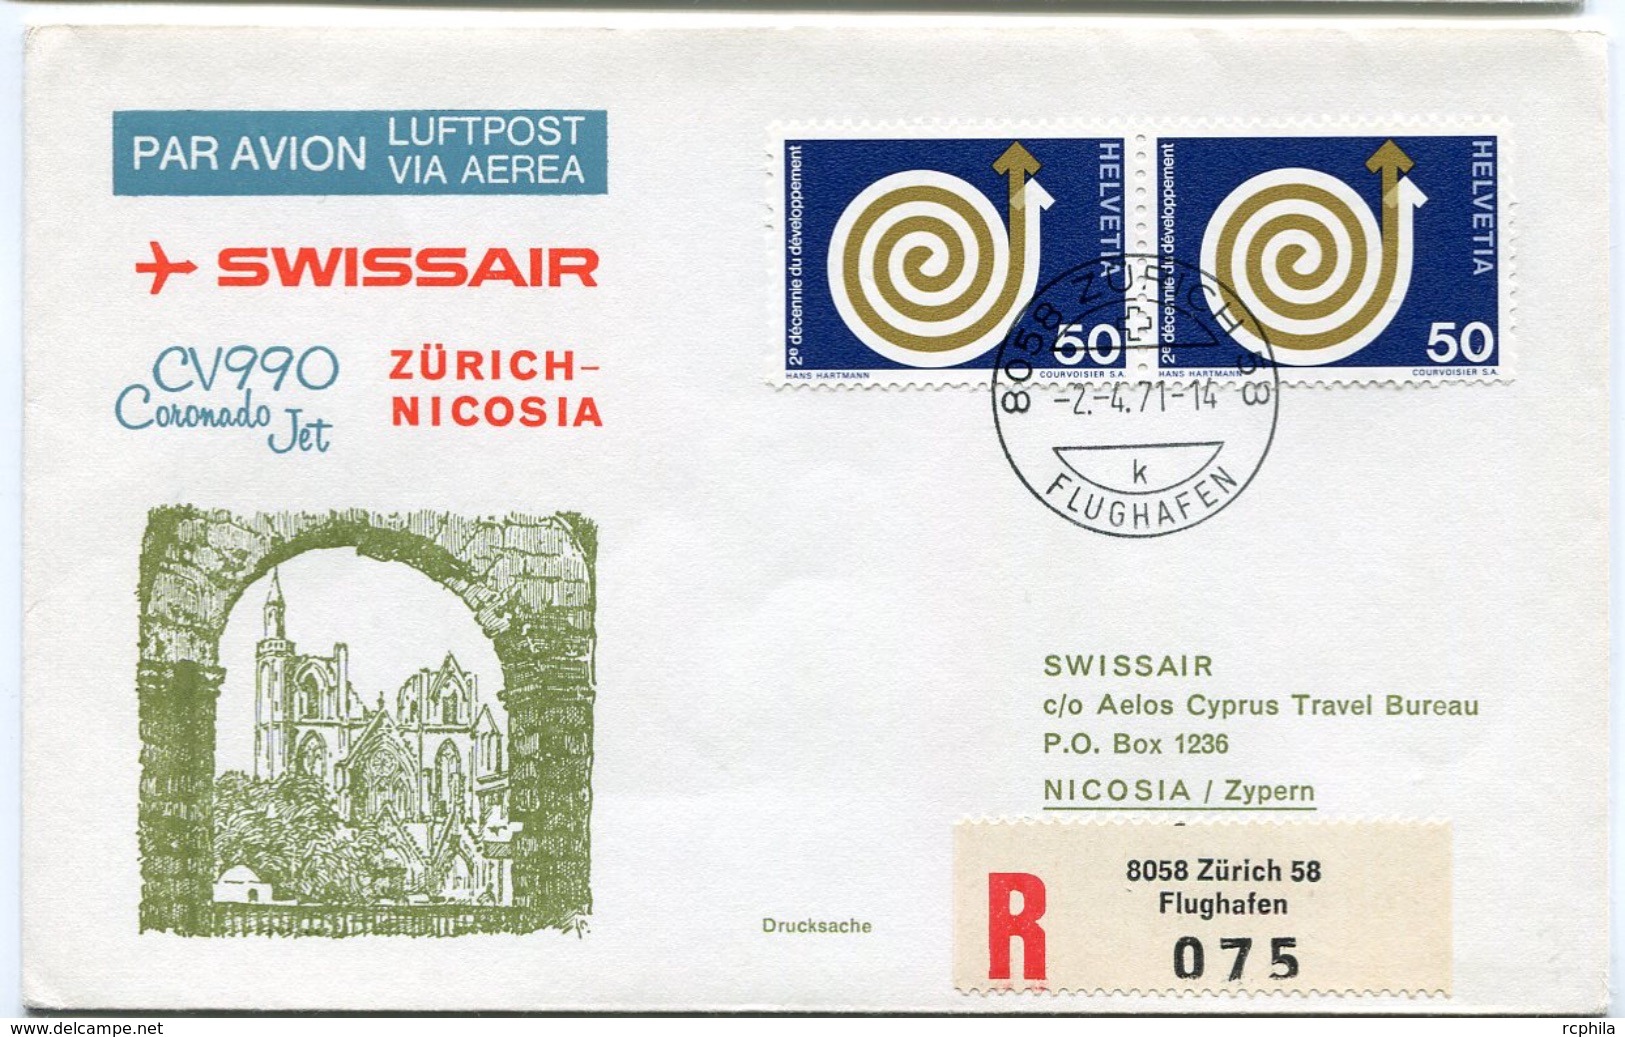 PAR AVION
LUFTPOST
VIA AEREA
SWISSAIR
CV990
Coronado
Jet
ZÜRICH-
NICOSIA
2e décennie du développement
HELVETIA
50
HANS HARTMANN
COURVOISIER S.A.
2e décennie du développement
HELVETIA
50
HANS HARTMANN
COURVOISIER S.A.
8058 ZÜRICH 58
-2.-4.71-14
k
FLUGHAFEN
SWISSAIR
c/o Aelos Cyprus Travel Bureau
P.O. Box 1236
NICOSIA / Zypern
Drucksache
R
8058 Zürich 58
Flughafen
075
www.delcampe.net
rcphila